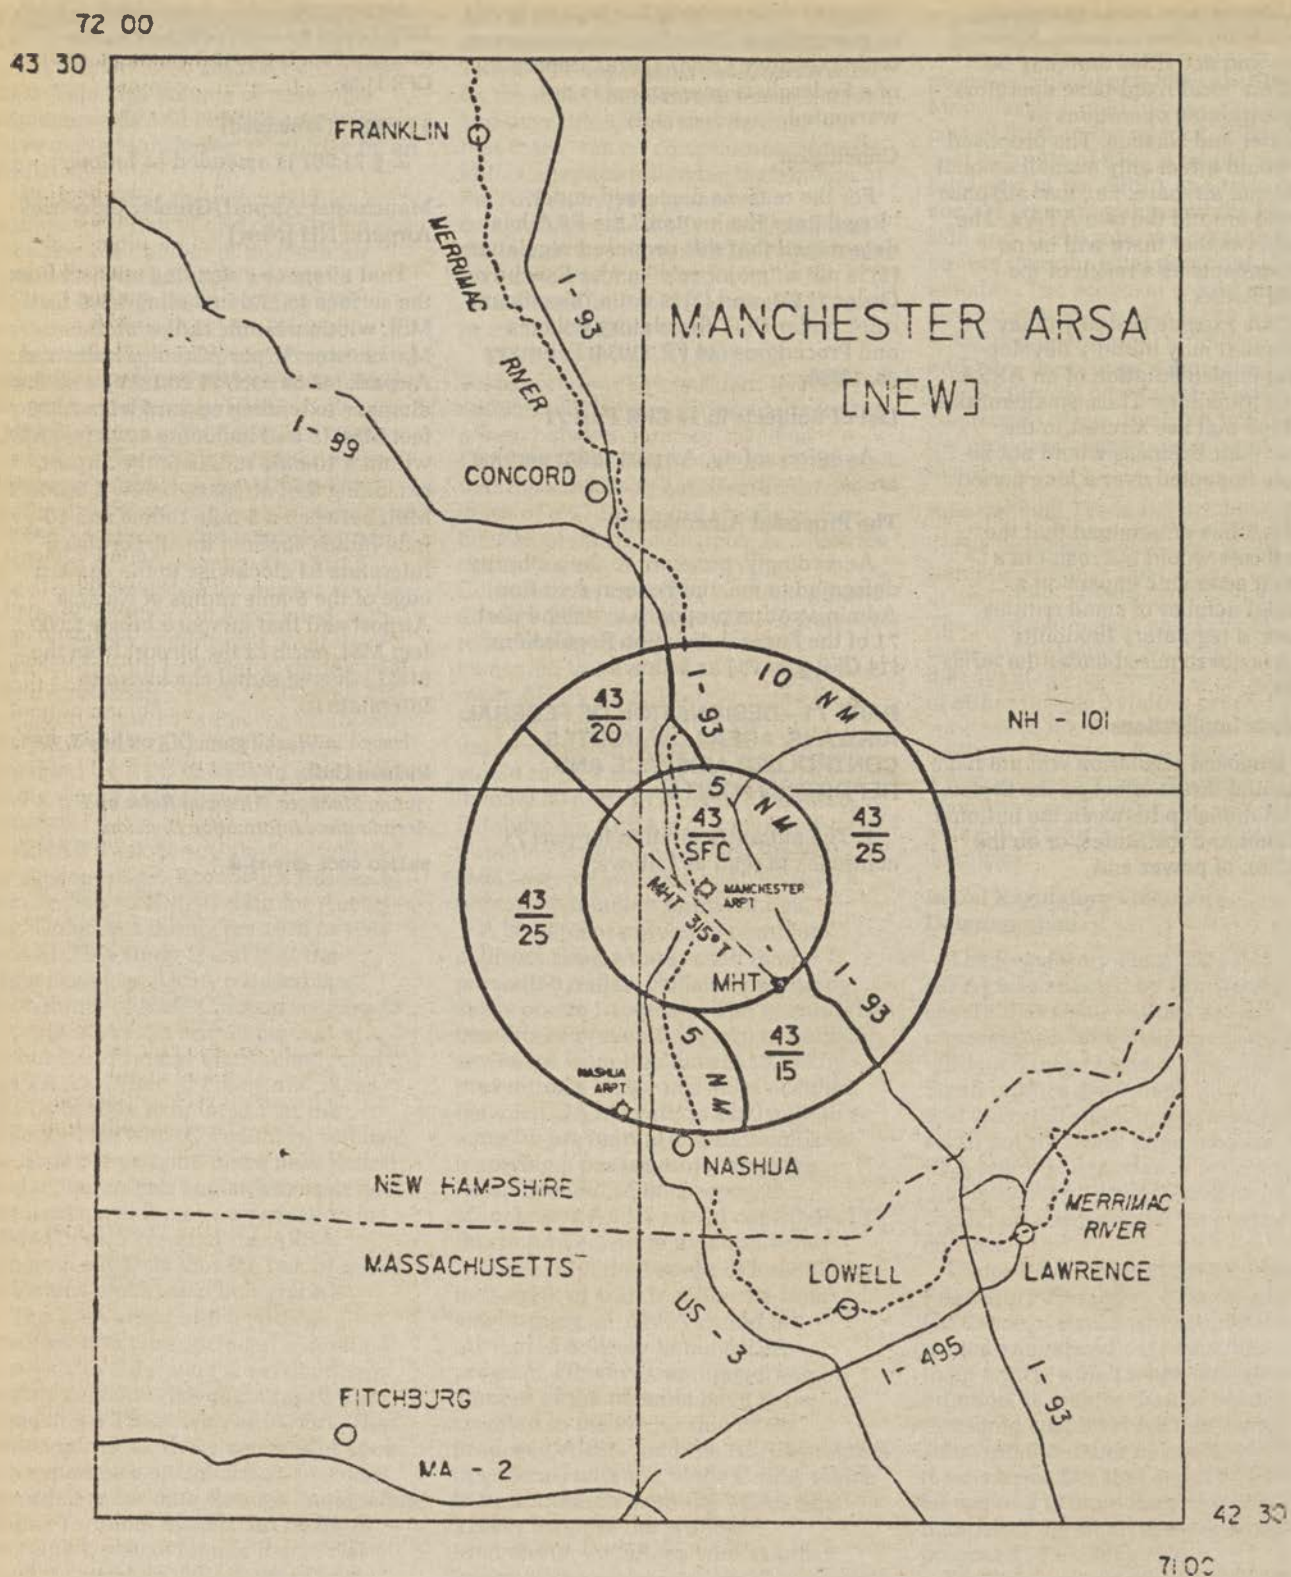 72 00
43 30
FRANKLIN
MERRIMAC
RIVER
I-93
MANCHESTER ARSA
[NEW]
I-89
CONCORD
10 NM
I-93
43
20
NH - 101
5 NM
43
SFC
43
25
MANCHESTER
ARPT
MHT 315°T
43
25
MHT
I-93
5 NM
43
15
NASHUA
ARPT
NASHUA
NEW HAMPSHIRE
MERRIMAC
RIVER
MASSACHUSETTS
LOWELL
LAWRENCE
US - 3
I - 495
I-93
FITCHBURG
MA - 2
42 30
71 00